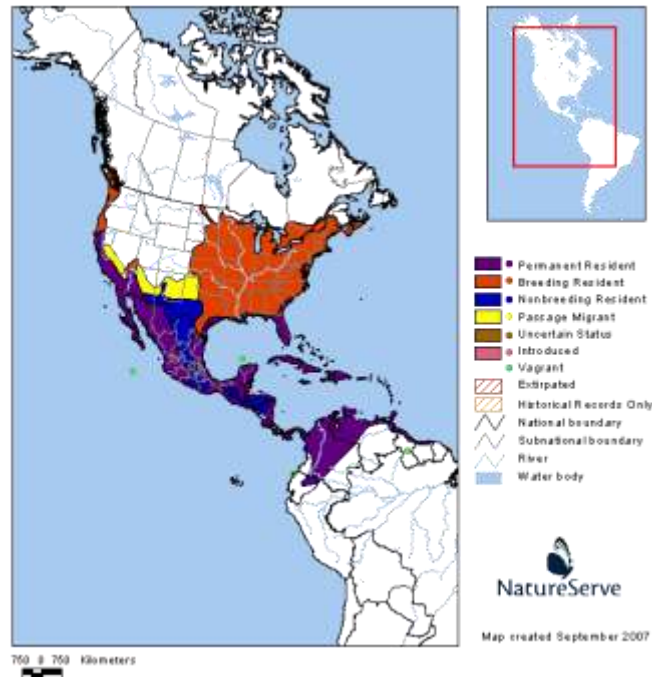 Permanent Resident
Breeding Resident
Nonbreeding Resident
Passage Migrant
Uncertain Status
Introduced
Vagrant
Extirpated
Historical Records Only
National boundary
Subnational boundary
River
Water body
NatureServe
Map created September 2007
750 0 750 Kilometers